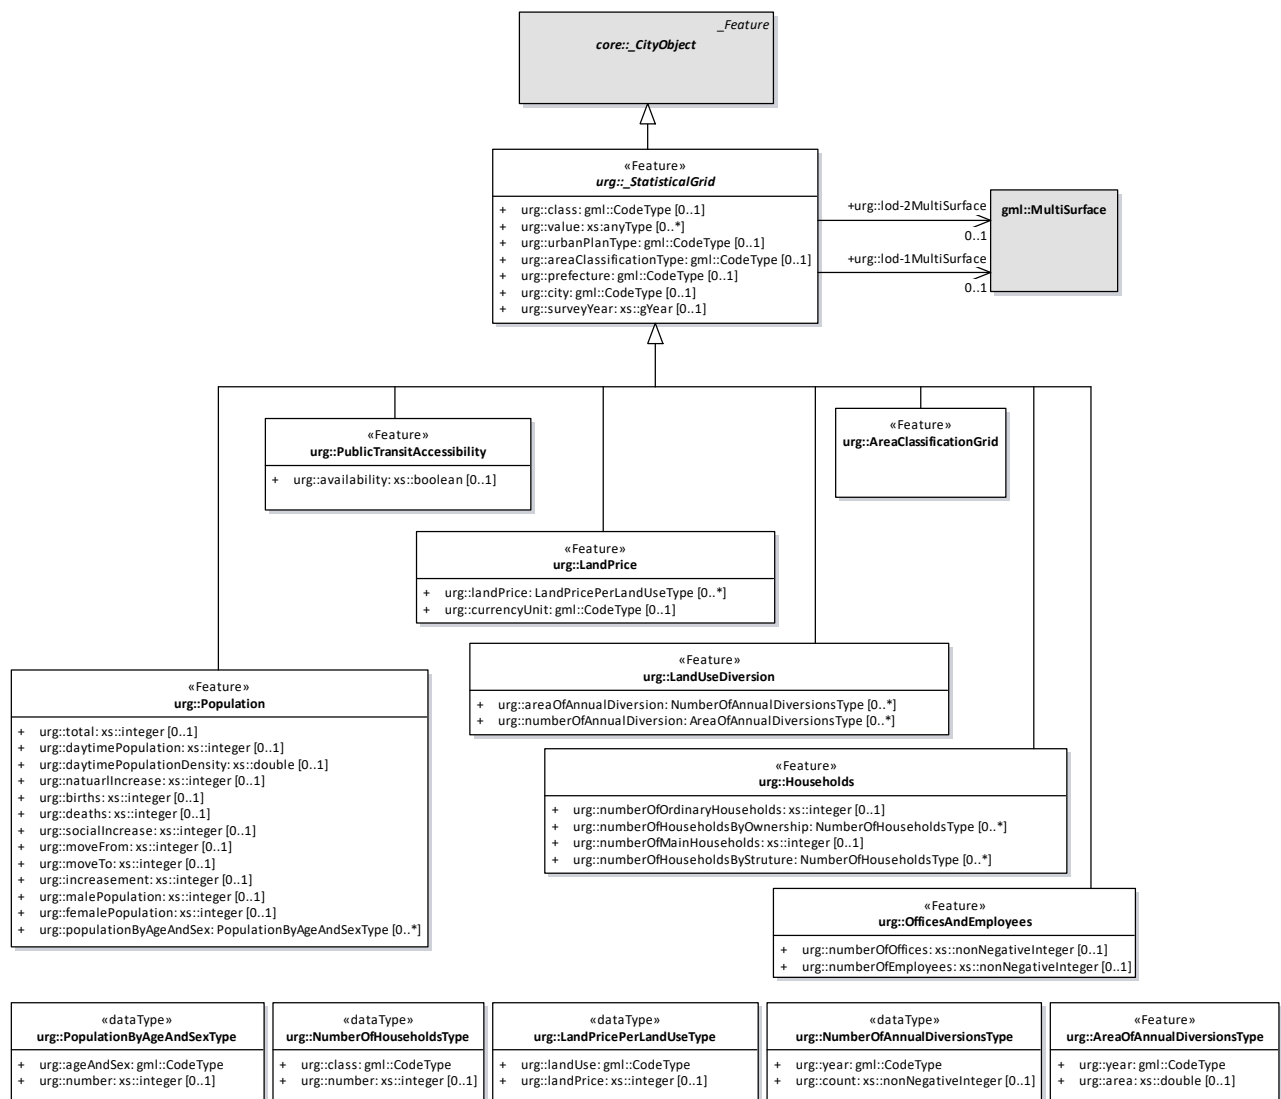 _Feature
core::_CityObject
«Feature»
urg::_StatisticalGrid
+ urg::class: gml::CodeType [0..1]
+ urg::value: xs:anyType [0..*]
+ urg::urbanPlanType: gml::CodeType [0..1]
+ urg::areaClassificationType: gml::CodeType [0..1]
+ urg::prefecture: gml::CodeType [0..1]
+ urg::city: gml::CodeType [0..1]
+ urg::surveyYear: xs::gYear [0..1]
+urg::lod-2MultiSurface
0..1
+urg::lod-1MultiSurface
0..1
gml::MultiSurface
«Feature»
urg::PublicTransitAccessibility
+ urg::availability: xs::boolean [0..1]
«Feature»
urg::AreaClassificationGrid
«Feature»
urg::LandPrice
+ urg::landPrice: LandPricePerLandUseType [0..*]
+ urg::currencyUnit: gml::CodeType [0..1]
«Feature»
urg::LandUseDiversion
+ urg::areaOfAnnualDiversion: NumberOfAnnualDiversionsType [0..*]
+ urg::numberOfAnnualDiversion: AreaOfAnnualDiversionsType [0..*]
«Feature»
urg::Population
+ urg::total: xs::integer [0..1]
+ urg::daytimePopulation: xs::integer [0..1]
+ urg::daytimePopulationDensity: xs::double [0..1]
+ urg::natuarlIncrease: xs::integer [0..1]
+ urg::births: xs::integer [0..1]
+ urg::deaths: xs::integer [0..1]
+ urg::socialIncrease: xs::integer [0..1]
+ urg::moveFrom: xs::integer [0..1]
+ urg::moveTo: xs::integer [0..1]
+ urg::increasement: xs::integer [0..1]
+ urg::malePopulation: xs::integer [0..1]
+ urg::femalePopulation: xs::integer [0..1]
+ urg::populationByAgeAndSex: PopulationByAgeAndSexType [0..*]
«Feature»
urg::Households
+ urg::numberOfOrdinaryHouseholds: xs::integer [0..1]
+ urg::numberOfHouseholdsByOwnership: NumberOfHouseholdsType [0..*]
+ urg::numberOfMainHouseholds: xs::integer [0..1]
+ urg::numberOfHouseholdsByStruture: NumberOfHouseholdsType [0..*]
«Feature»
urg::OfficesAndEmployees
+ urg::numberOfOffices: xs::nonNegativeInteger [0..1]
+ urg::numberOfEmployees: xs::nonNegativeInteger [0..1]
«dataType»
urg::PopulationByAgeAndSexType
+ urg::ageAndSex: gml::CodeType
+ urg::number: xs::integer [0..1]
«dataType»
urg::NumberOfHouseholdsType
+ urg::class: gml::CodeType
+ urg::number: xs::integer [0..1]
«dataType»
urg::LandPricePerLandUseType
+ urg::landUse: gml::CodeType
+ urg::landPrice: xs::integer [0..1]
«dataType»
urg::NumberOfAnnualDiversionsType
+ urg::year: gml::CodeType
+ urg::count: xs::nonNegativeInteger [0..1]
«Feature»
urg::AreaOfAnnualDiversionsType
+ urg::year: gml::CodeType
+ urg::area: xs::double [0..1]